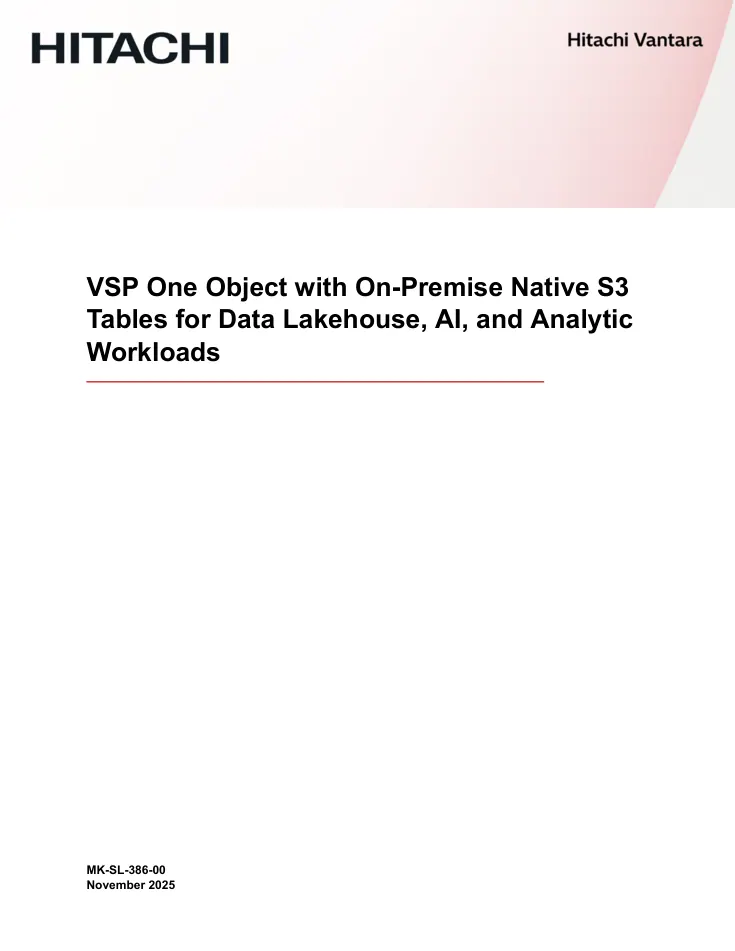 HITACHI
Hitachi Vantara
VSP One Object with On-Premise Native S3
Tables for Data Lakehouse, AI, and Analytic
Workloads
MK-SL-386-00
November 2025